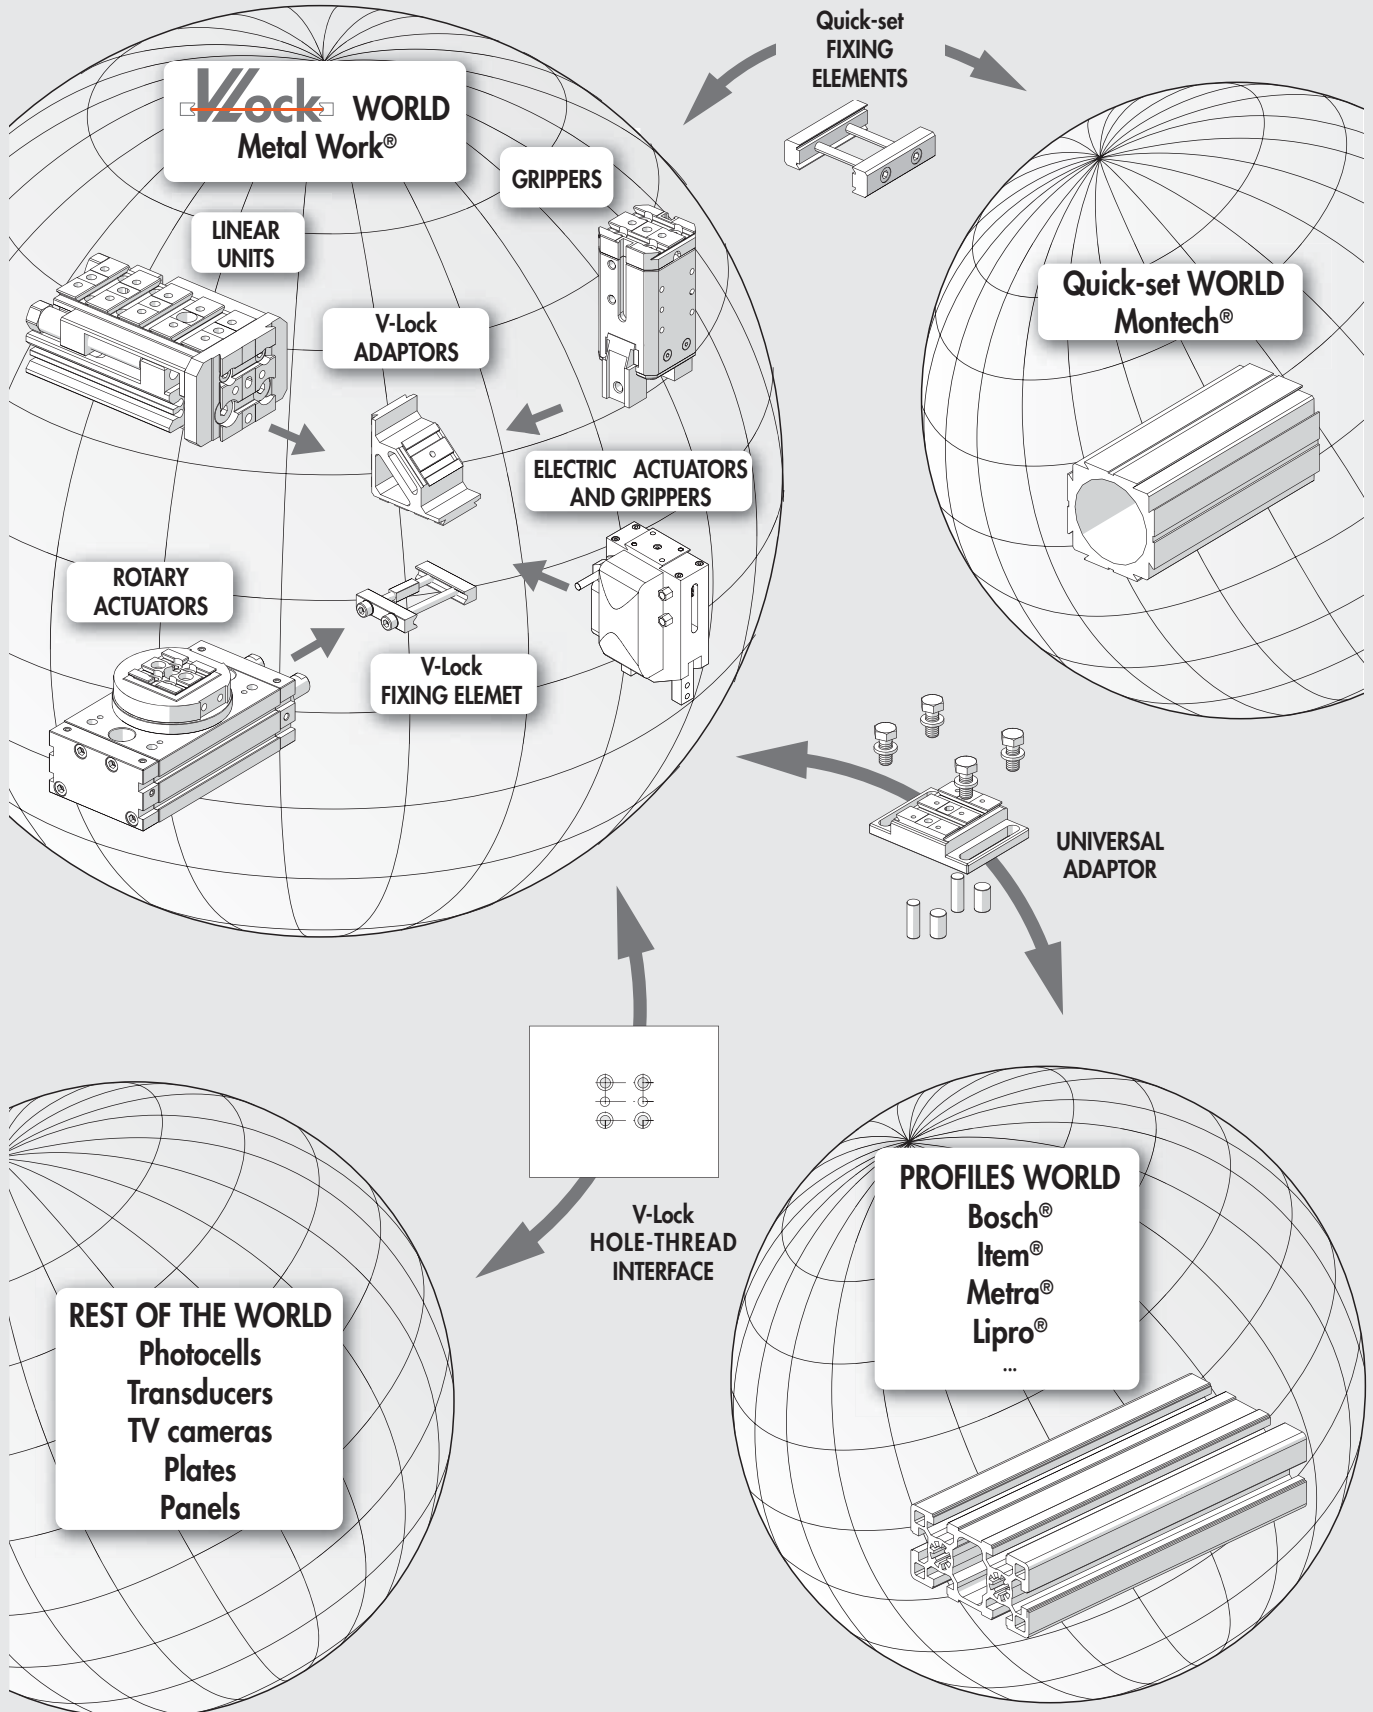 Quick-set
FIXING
ELEMENTS
V-Lock WORLD
Metal Work®
GRIPPERS
LINEAR
UNITS
V-Lock
ADAPTORS
Quick-set WORLD
Montech®
ELECTRIC ACTUATORS
AND GRIPPERS
ROTARY
ACTUATORS
V-Lock
FIXING ELEMET
UNIVERSAL
ADAPTOR
V-Lock
HOLE-THREAD
INTERFACE
PROFILES WORLD
Bosch®
Item®
Metra®
Lipro®
...
REST OF THE WORLD
Photocells
Transducers
TV cameras
Plates
Panels